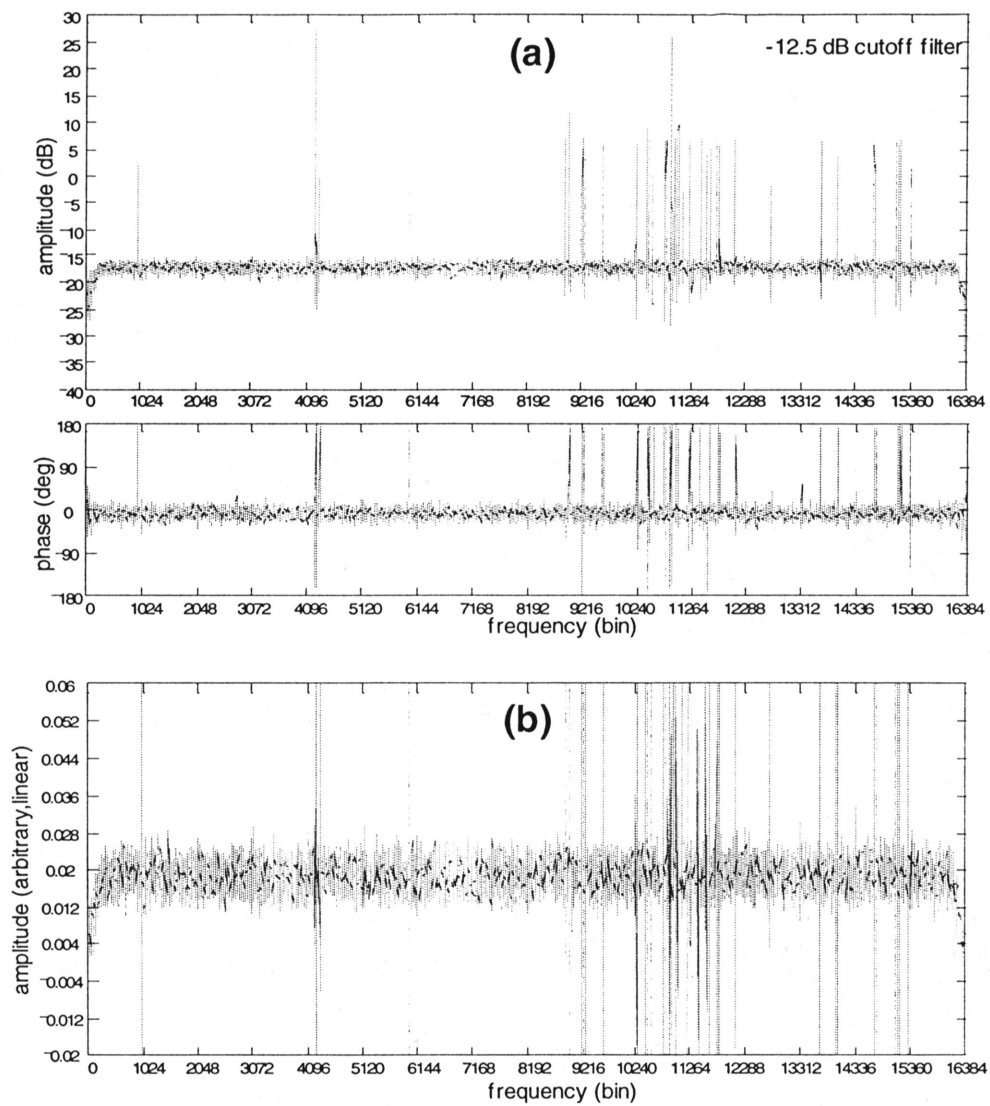 (a)
-12.5 dB cutoff filter
amplitude (dB)
30
25
20
15
10
5
0
-5
-10
-15
-20
-25
-30
-35
-40
0 1024 2048 3072 4096 5120 6144 7168 8192 9216 10240 11264 12288 13312 14336 15360 16384
phase (deg)
180
90
0
-90
-180
0 1024 2048 3072 4096 5120 6144 7168 8192 9216 10240 11264 12288 13312 14336 15360 16384
frequency (bin)
(b)
amplitude (arbitrary,linear)
0.06
0.052
0.044
0.036
0.028
0.02
0.012
0.004
-0.004
-0.012
-0.02
0 1024 2048 3072 4096 5120 6144 7168 8192 9216 10240 11264 12288 13312 14336 15360 16384
frequency (bin)